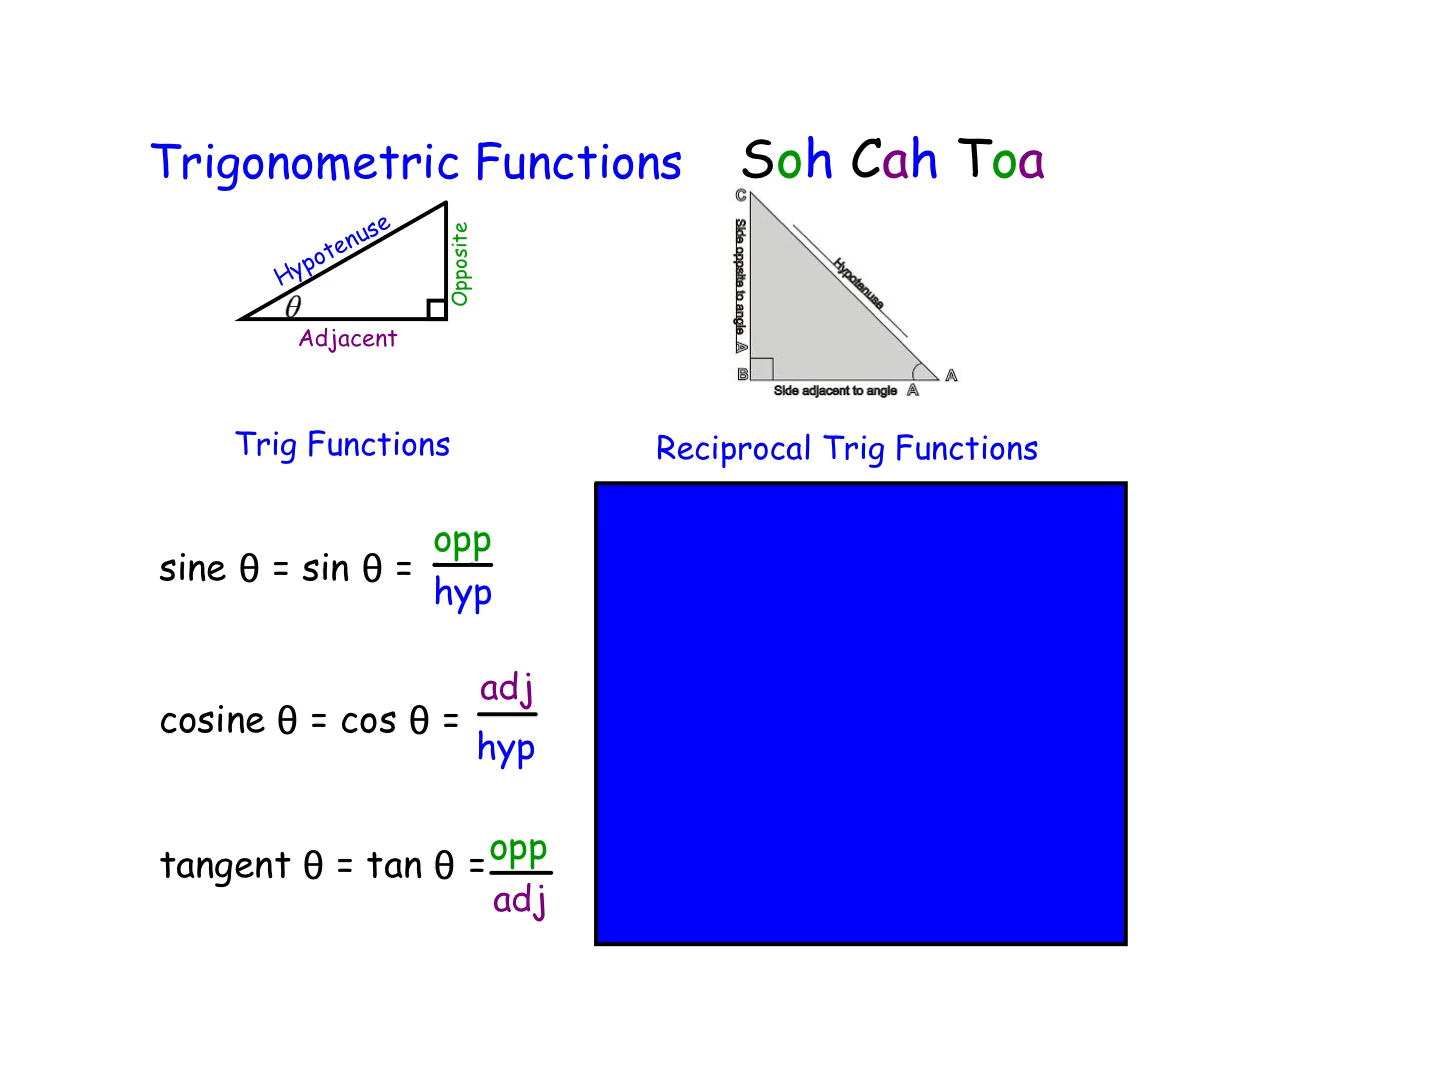 Trigonometric Functions
Soh Cah Toa
Hypotenuse
Opposite
θ
Adjacent
C
Side oppsite to angle A
Hypotenuse
B
A
Side adjacent to angle A
Trig Functions
Reciprocal Trig Functions
sine θ = sin θ = opp
hyp
cosine θ = cos θ = adj
hyp
tangent θ = tan θ = opp
adj